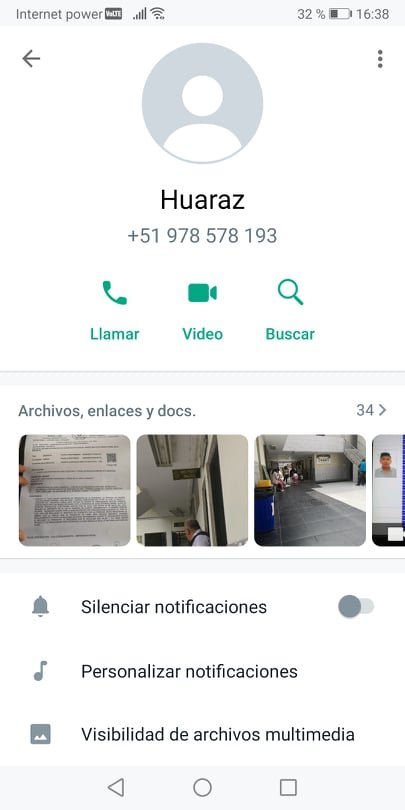 Internet power VoLTE 32 % 16:38
Huaraz
+51 978 578 193
Llamar Video Buscar
Archivos, enlaces y docs. 34
Silenciar notificaciones
Personalizar notificaciones
Visibilidad de archivos multimedia